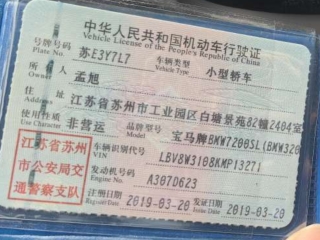 中华人民共和国机动车行驶证
Vehicle License of the People's Republic of China
号牌号码 Plate No. 苏E3Y7L7 车辆类型 Vehicle Type 小型轿车
所有人 Owner 孟旭
住址 Address 江苏省苏州市工业园区白塘景苑82幢2404室
使用性质 Use Character 非营运 品牌型号 Model 宝马牌BMW7200SL(BMW320
江苏省苏州市公安局交通警察支队
车辆识别代号 VIN LBV8W3108KMP13271
发动机号码 Engine No. A3070623
注册日期 Register Date 2019-03-20 发证日期 Issue Date 2019-03-20